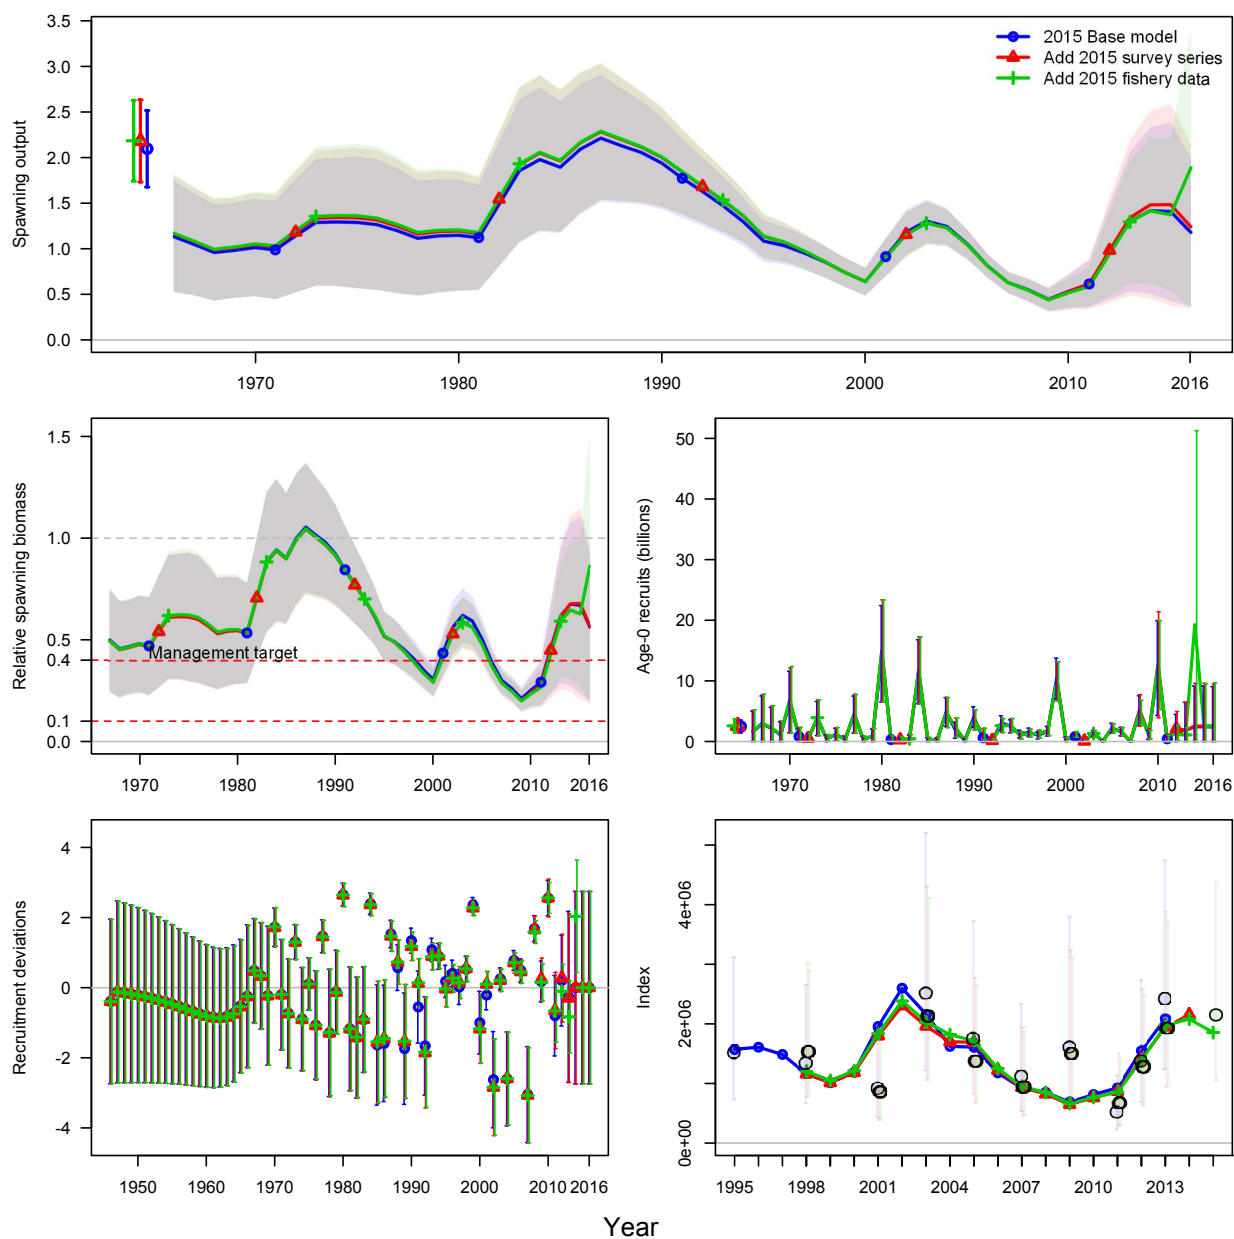 Spawning output
3.5
3.0
2.5
2.0
1.5
1.0
0.5
0.0
2015 Base model
Add 2015 survey series
Add 2015 fishery data
1970 1980 1990 2000 2010 2016
Relative spawning biomass
1.5
1.0
0.5
0.4
0.1
0.0
Management target
1970 1980 1990 2000 2010 2016
Age-0 recruits (billions)
50
40
30
20
10
0
1970 1980 1990 2000 2010 2016
Recruitment deviations
4
2
0
-2
-4
1950 1960 1970 1980 1990 2000 2010 2016
Index
4e+06
2e+06
0e+00
1995 1998 2001 2004 2007 2010 2013
Year